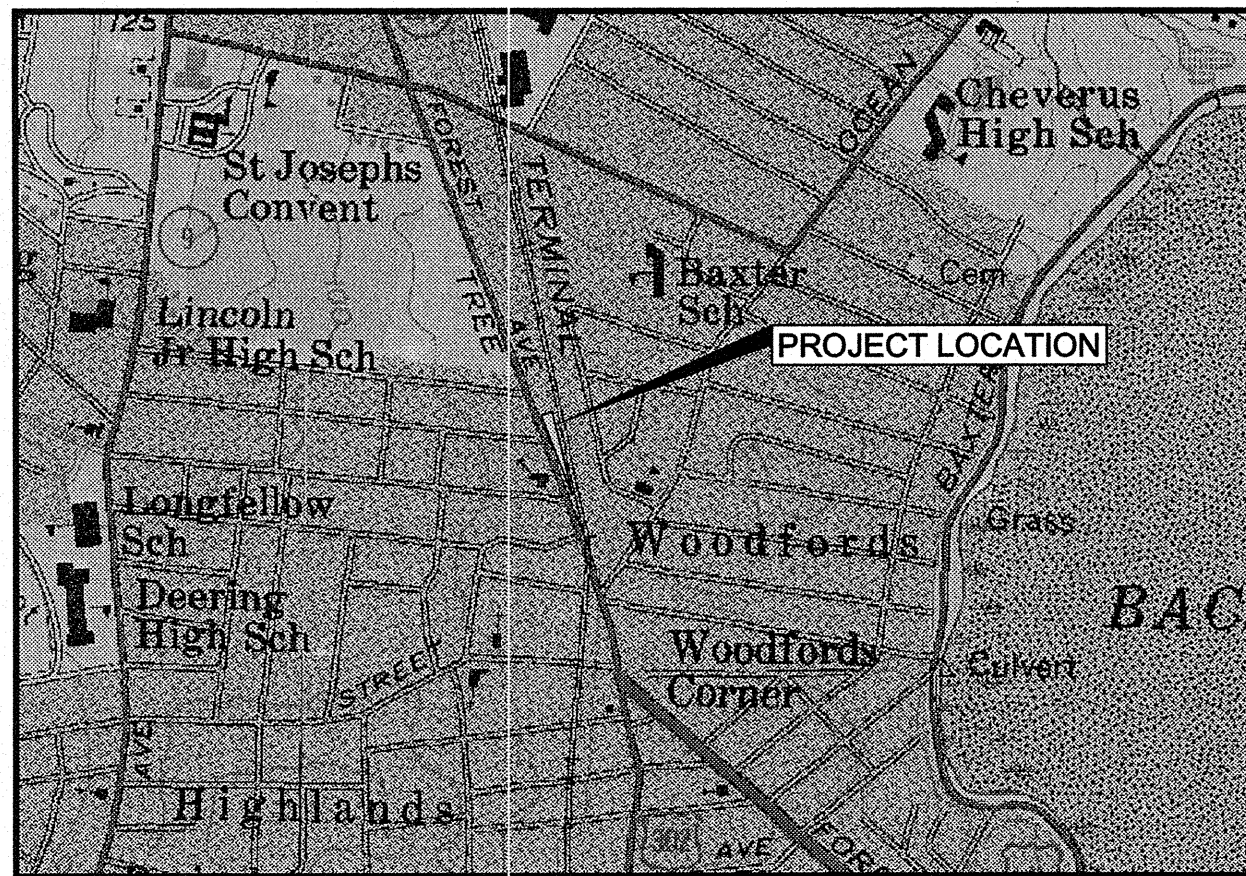 125
Cheverus
High Sch
OCEAN
St Josephs
Convent
FOREST
TREE
AVE
TERMINAL
9
Baxter
Sch
Cem
Lincoln
Jr High Sch
PROJECT LOCATION
BAXTER
Longfellow
Sch
Grass
Woodfords
Deering
High Sch
BAC
STREET
Woodfords
Corner
Culvert
AVE
Highlands
302
AVE
FOR